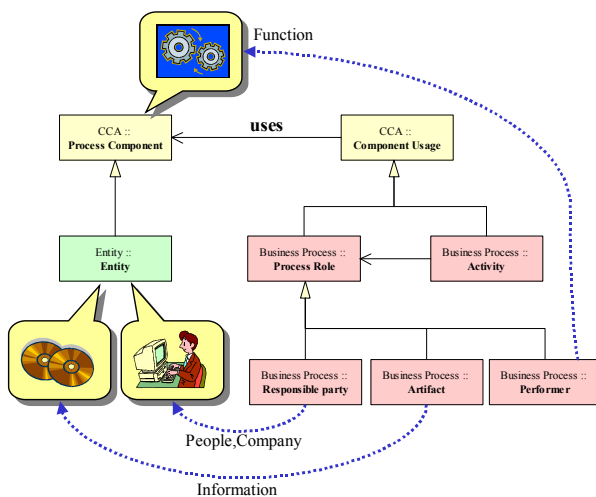 Function
CCA ::
Process Component
uses
CCA ::
Component Usage
Entity ::
Entity
Business Process ::
Process Role
Business Process ::
Activity
Business Process ::
Responsible party
Business Process ::
Artifact
Business Process ::
Performer
People,Company
Information